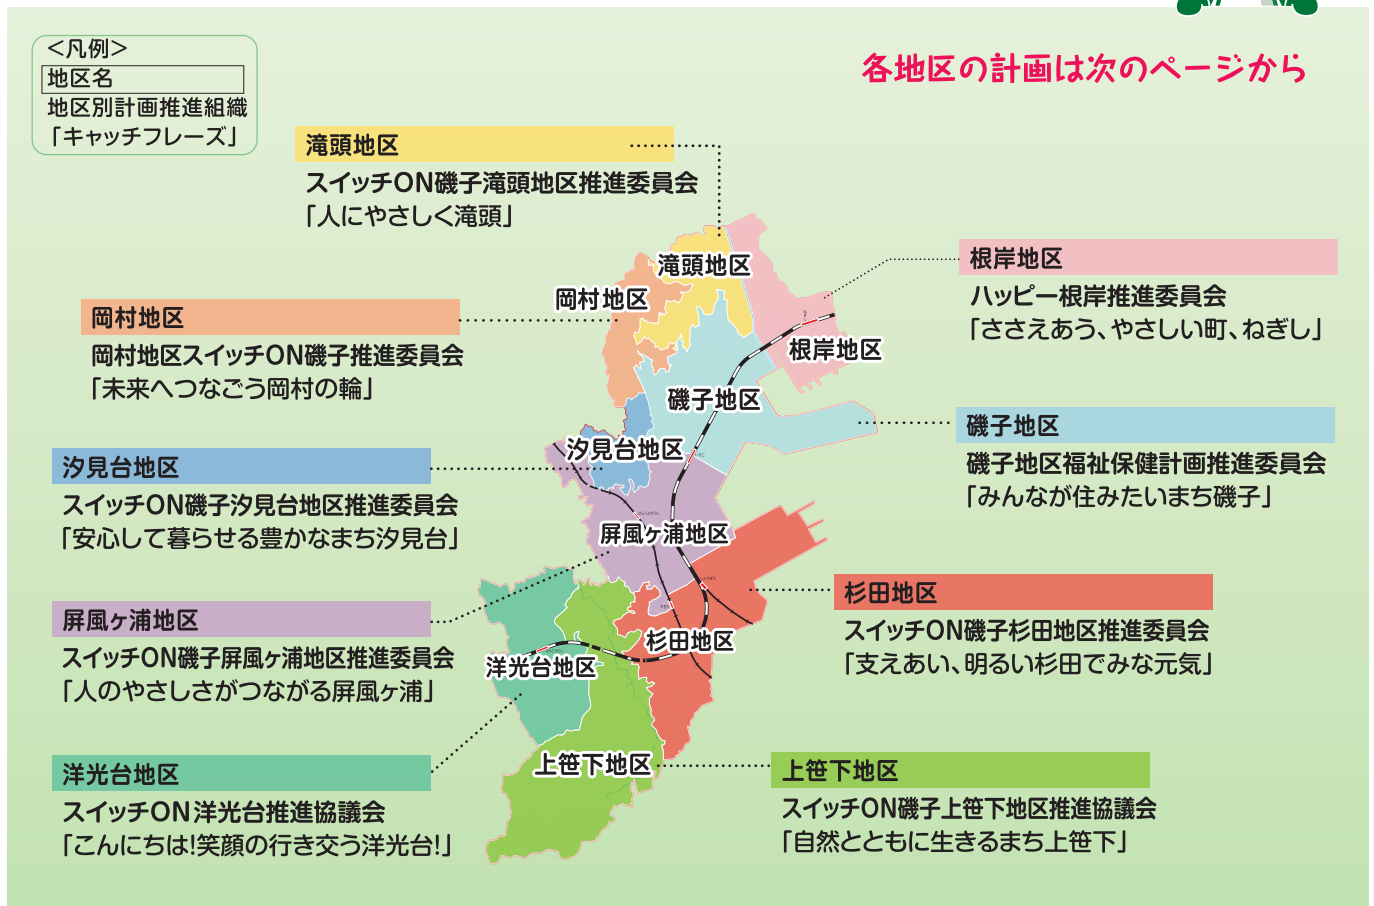 ＜凡例＞
地区名
地区別計画推進組織
「キャッチフレーズ」
各地区の計画は次のページから
滝頭地区
スイッチON磯子滝頭地区推進委員会
「人にやさしく滝頭」
根岸地区
ハッピー根岸推進委員会
「ささえあう、やさしい町、ねぎし」
岡村地区
岡村地区スイッチON磯子推進委員会
「未来へつなごう岡村の輪」
磯子地区
磯子地区福祉保健計画推進委員会
「みんなが住みたいまち磯子」
汐見台地区
スイッチON磯子汐見台地区推進委員会
「安心して暮らせる豊かなまち汐見台」
杉田地区
スイッチON磯子杉田地区推進委員会
「支えあい、明るい杉田でみな元気」
屏風ヶ浦地区
スイッチON磯子屏風ヶ浦地区推進委員会
「人のやさしさがつながる屏風ヶ浦」
洋光台地区
スイッチON洋光台推進協議会
「こんにちは!笑顔の行き交う洋光台!」
上笹下地区
スイッチON磯子上笹下地区推進協議会
「自然とともに生きるまち上笹下」
滝頭地区
岡村地区
根岸地区
磯子地区
汐見台地区
屏風ヶ浦地区
杉田地区
洋光台地区
上笹下地区